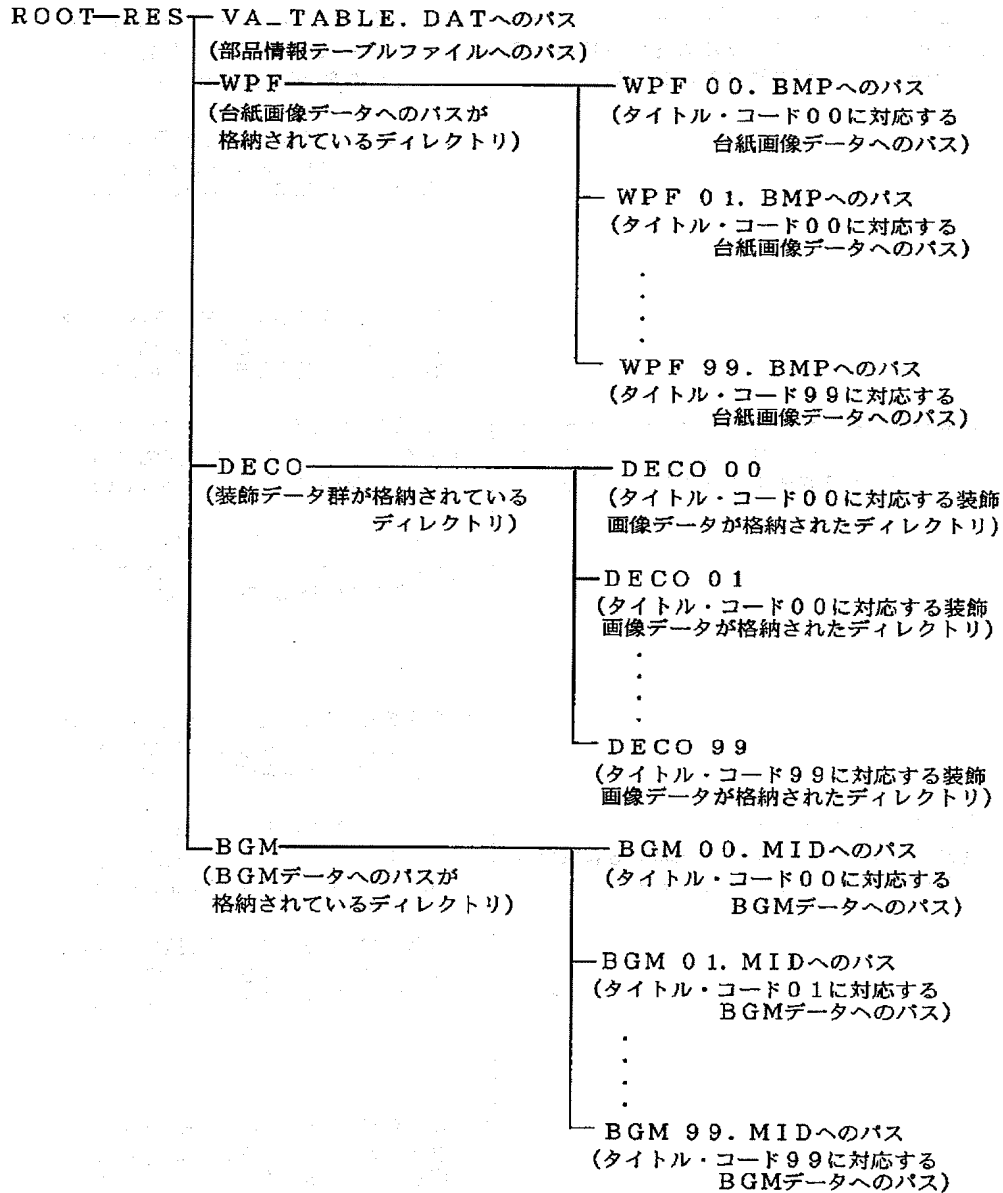 ROOT—RES VA_TABLE. DATへのパス
(部品情報テーブルファイルへのパス)
WPF
(台紙画像データへのパスが
格納されているディレクトリ)
WPF 00. BMPへのパス
(タイトル・コード00に対応する
台紙画像データへのパス)
WPF 01. BMPへのパス
(タイトル・コード00に対応する
台紙画像データへのパス)
・
・
・
・
WPF 99. BMPへのパス
(タイトル・コード99に対応する
台紙画像データへのパス)
DECO
(装飾データ群が格納されている
ディレクトリ)
DECO 00
(タイトル・コード00に対応する装飾
画像データが格納されたディレクトリ)
DECO 01
(タイトル・コード00に対応する装飾
画像データが格納されたディレクトリ)
・
・
・
・
DECO 99
(タイトル・コード99に対応する装飾
画像データが格納されたディレクトリ)
BGM
(BGMデータへのパスが
格納されているディレクトリ)
BGM 00. MIDへのパス
(タイトル・コード00に対応する
BGMデータへのパス)
BGM 01. MIDへのパス
(タイトル・コード01に対応する
BGMデータへのパス)
・
・
・
・
BGM 99. MIDへのパス
(タイトル・コード99に対応する
BGMデータへのパス)